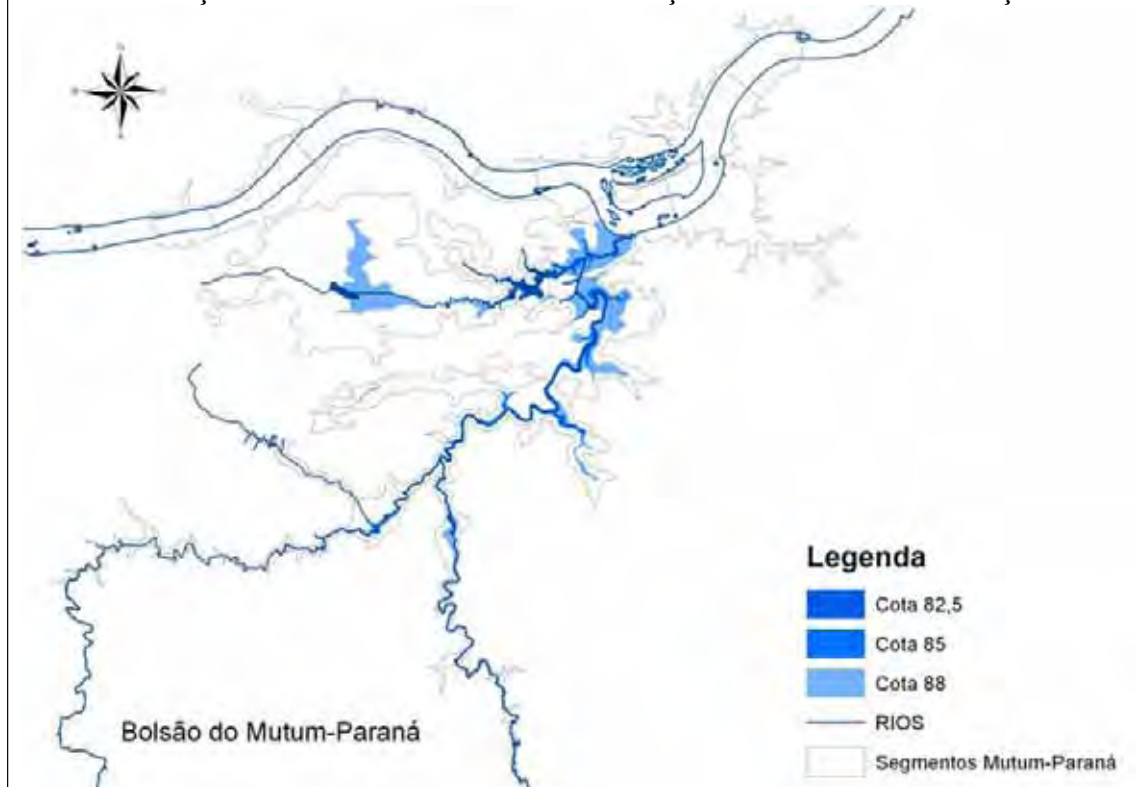 Bolsão do Mutum-Paraná
Legenda
Cota 82,5
Cota 85
Cota 88
RIOS
Segmentos Mutum-Paraná